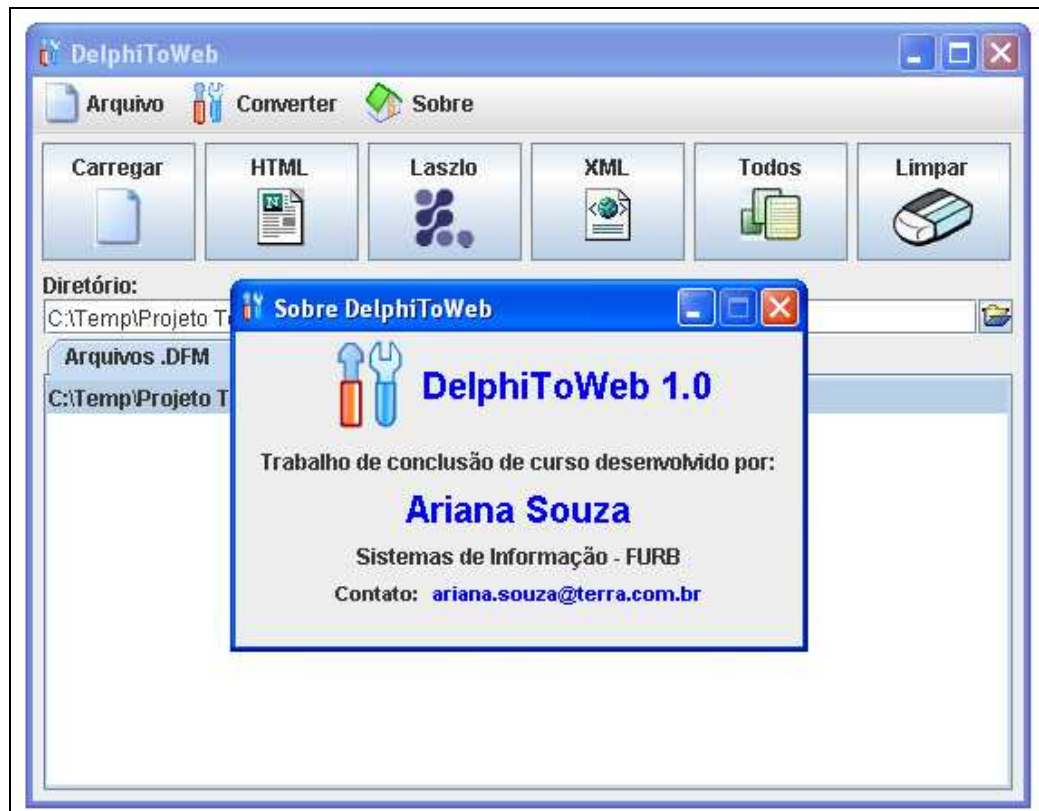 DelphiToWeb
Arquivo Converter Sobre
Carregar HTML Laszlo XML Todos Limpar
Diretório:
C:\Temp\Projeto
Arquivos .DFM
C:\Temp\Projeto
Sobre DelphiToWeb
DelphiToWeb 1.0
Trabalho de conclusão de curso desenvolvido por:
Ariana Souza
Sistemas de Informação - FURB
Contato: ariana.souza@terra.com.br